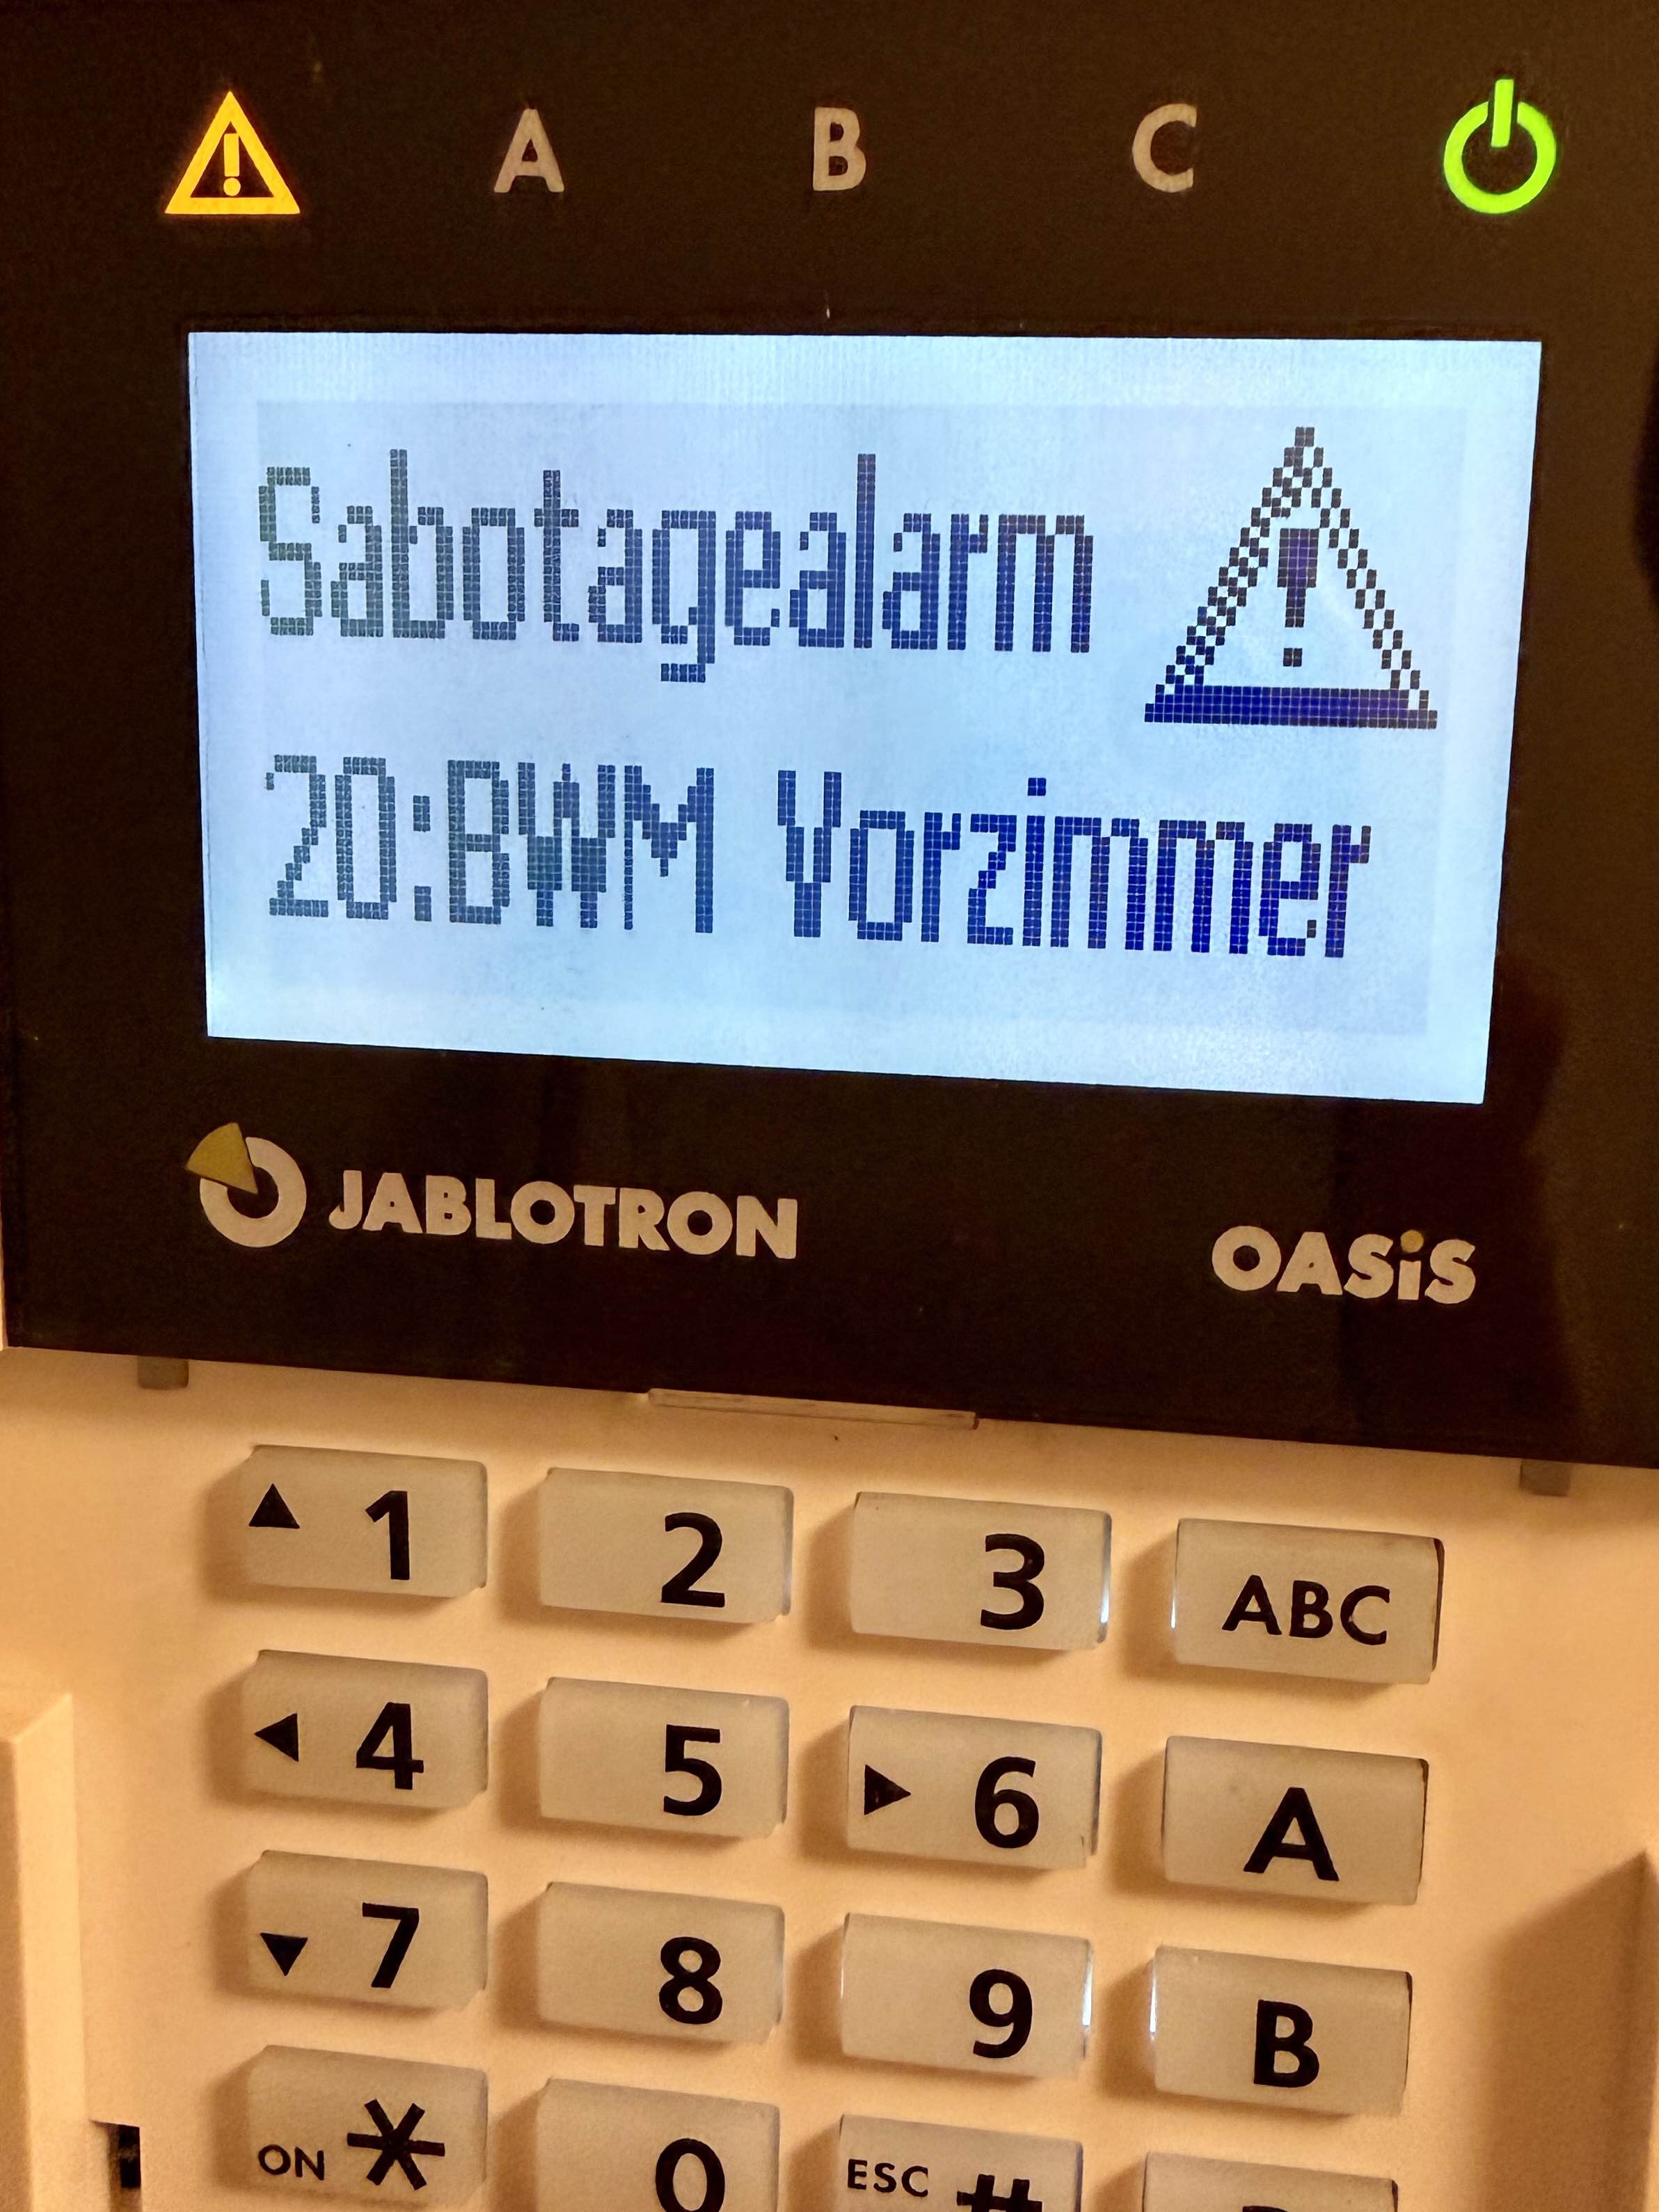 A B C
Sabotagealarm
20:BWM Vorzimmer
JABLOTRON
OASiS
1 2 3 ABC
4 5 6 A
7 8 9 B
ON * 0 ESC #